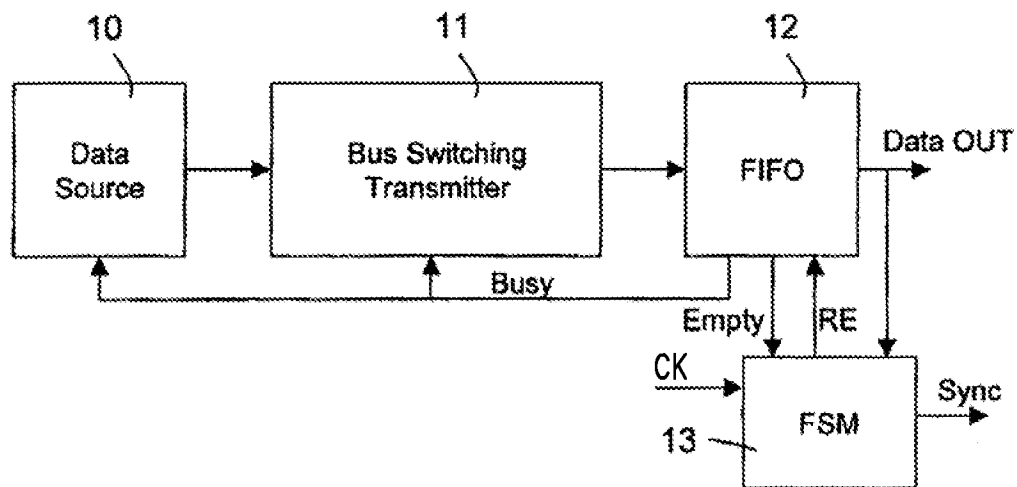 10
11
12
Data
Source
Bus Switching
Transmitter
FIFO
Data OUT
Busy
Empty
RE
CK
13
FSM
Sync